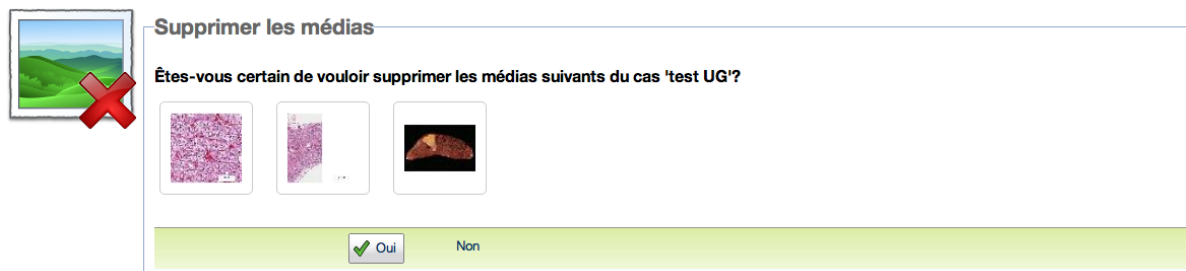 Supprimer les médias
Êtes-vous certain de vouloir supprimer les médias suivants du cas 'test UG'?
Oui
Non